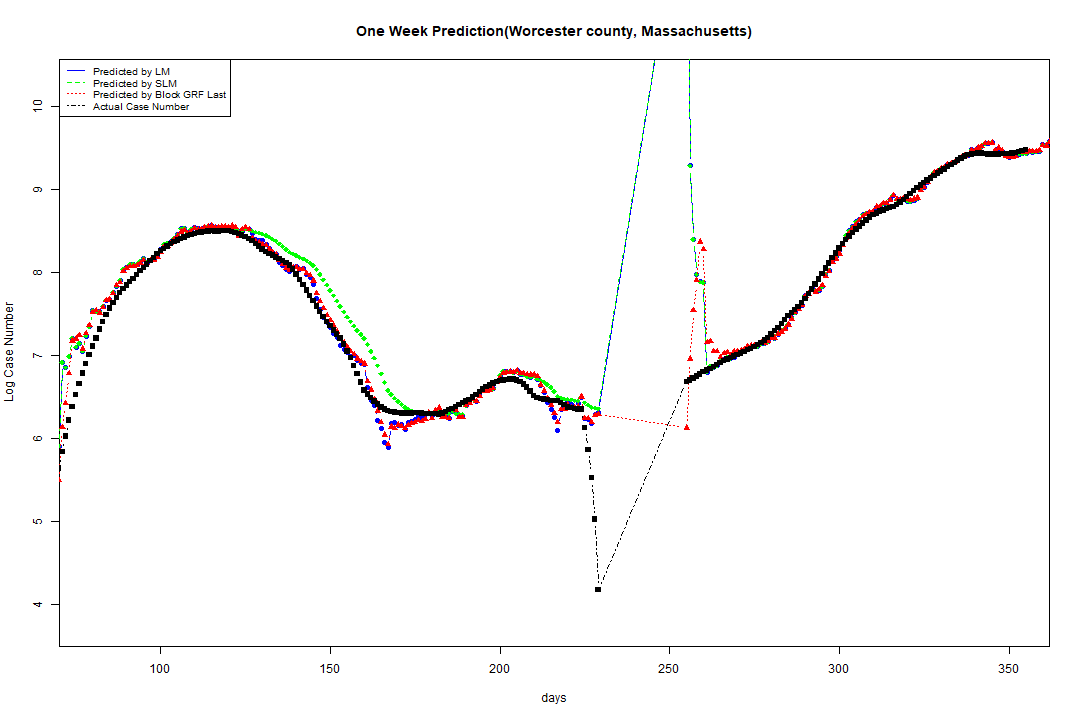 One Week Prediction(Worcester county, Massachusetts)
Predicted by LM
Predicted by SLM
Predicted by Block GRF Last
Actual Case Number
10
9
8
7
6
5
4
Log Case Number
100 150 200 250 300 350
days